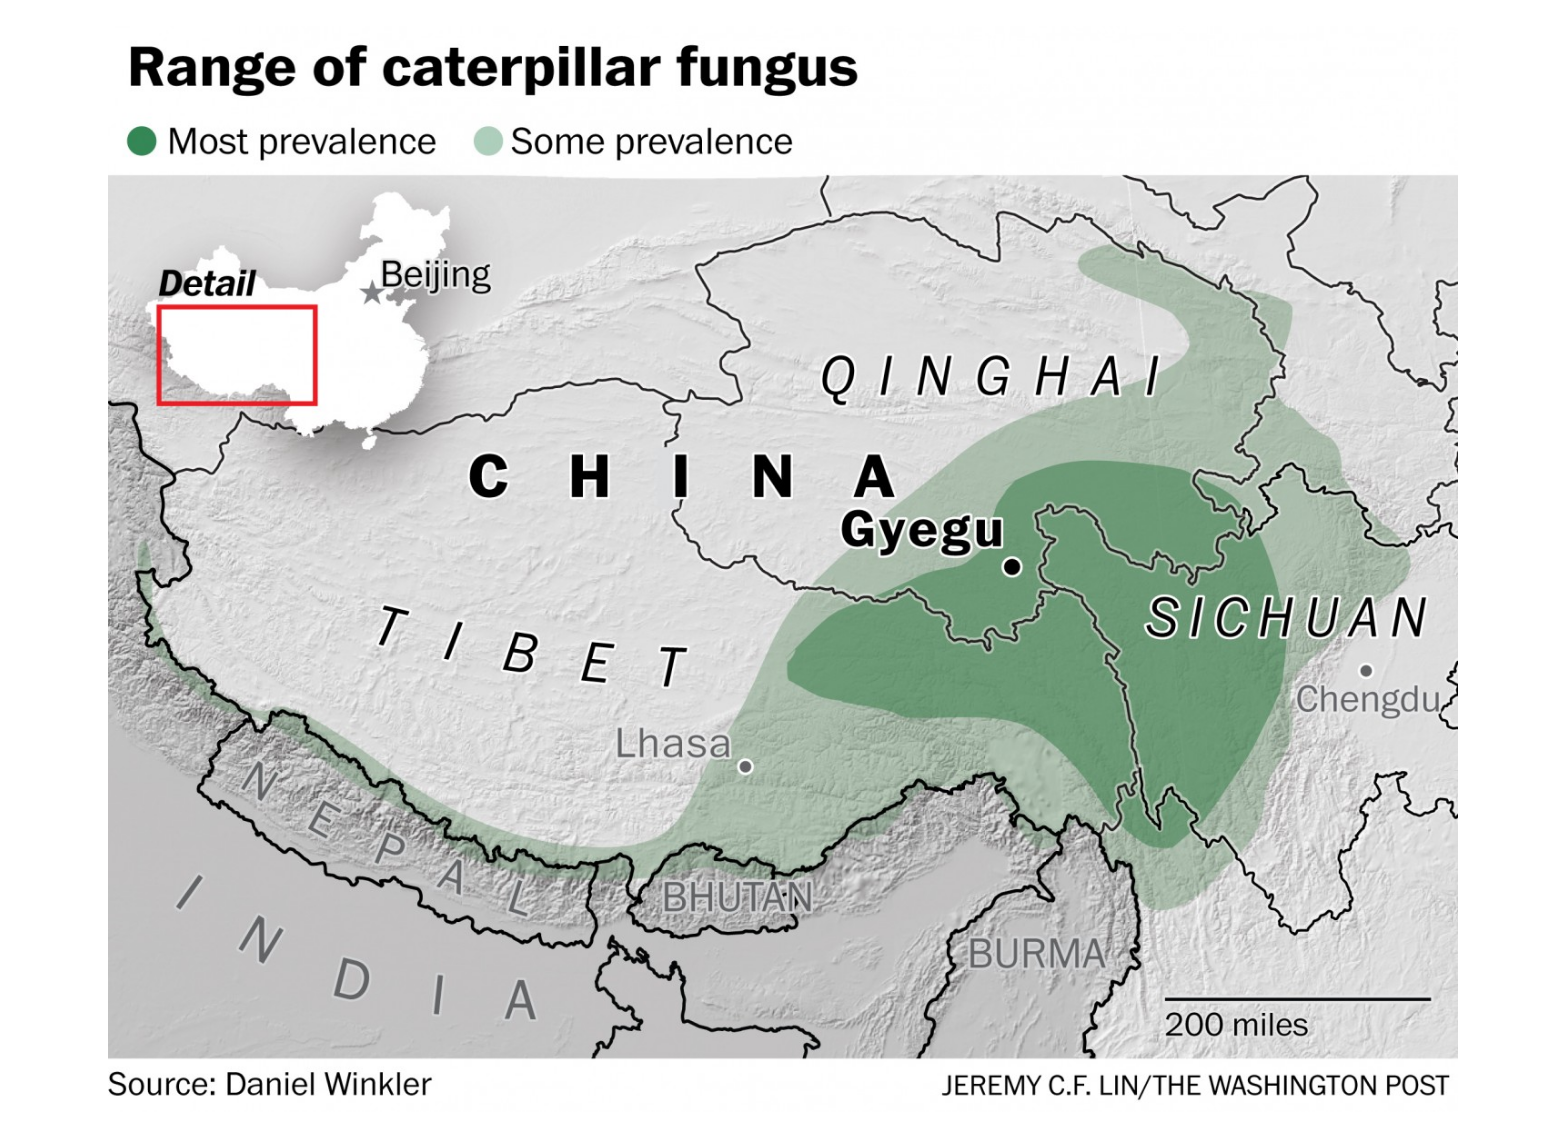 Range of caterpillar fungus
Most prevalence Some prevalence
Detail
Beijing
QINGHAI
CHINA
Gyegu
TIBET
SICHUAN
Chengdu
Lhasa
NEPAL
BHUTAN
INDIA
BURMA
200 miles
Source: Daniel Winkler
JEREMY C.F. LIN/THE WASHINGTON POST